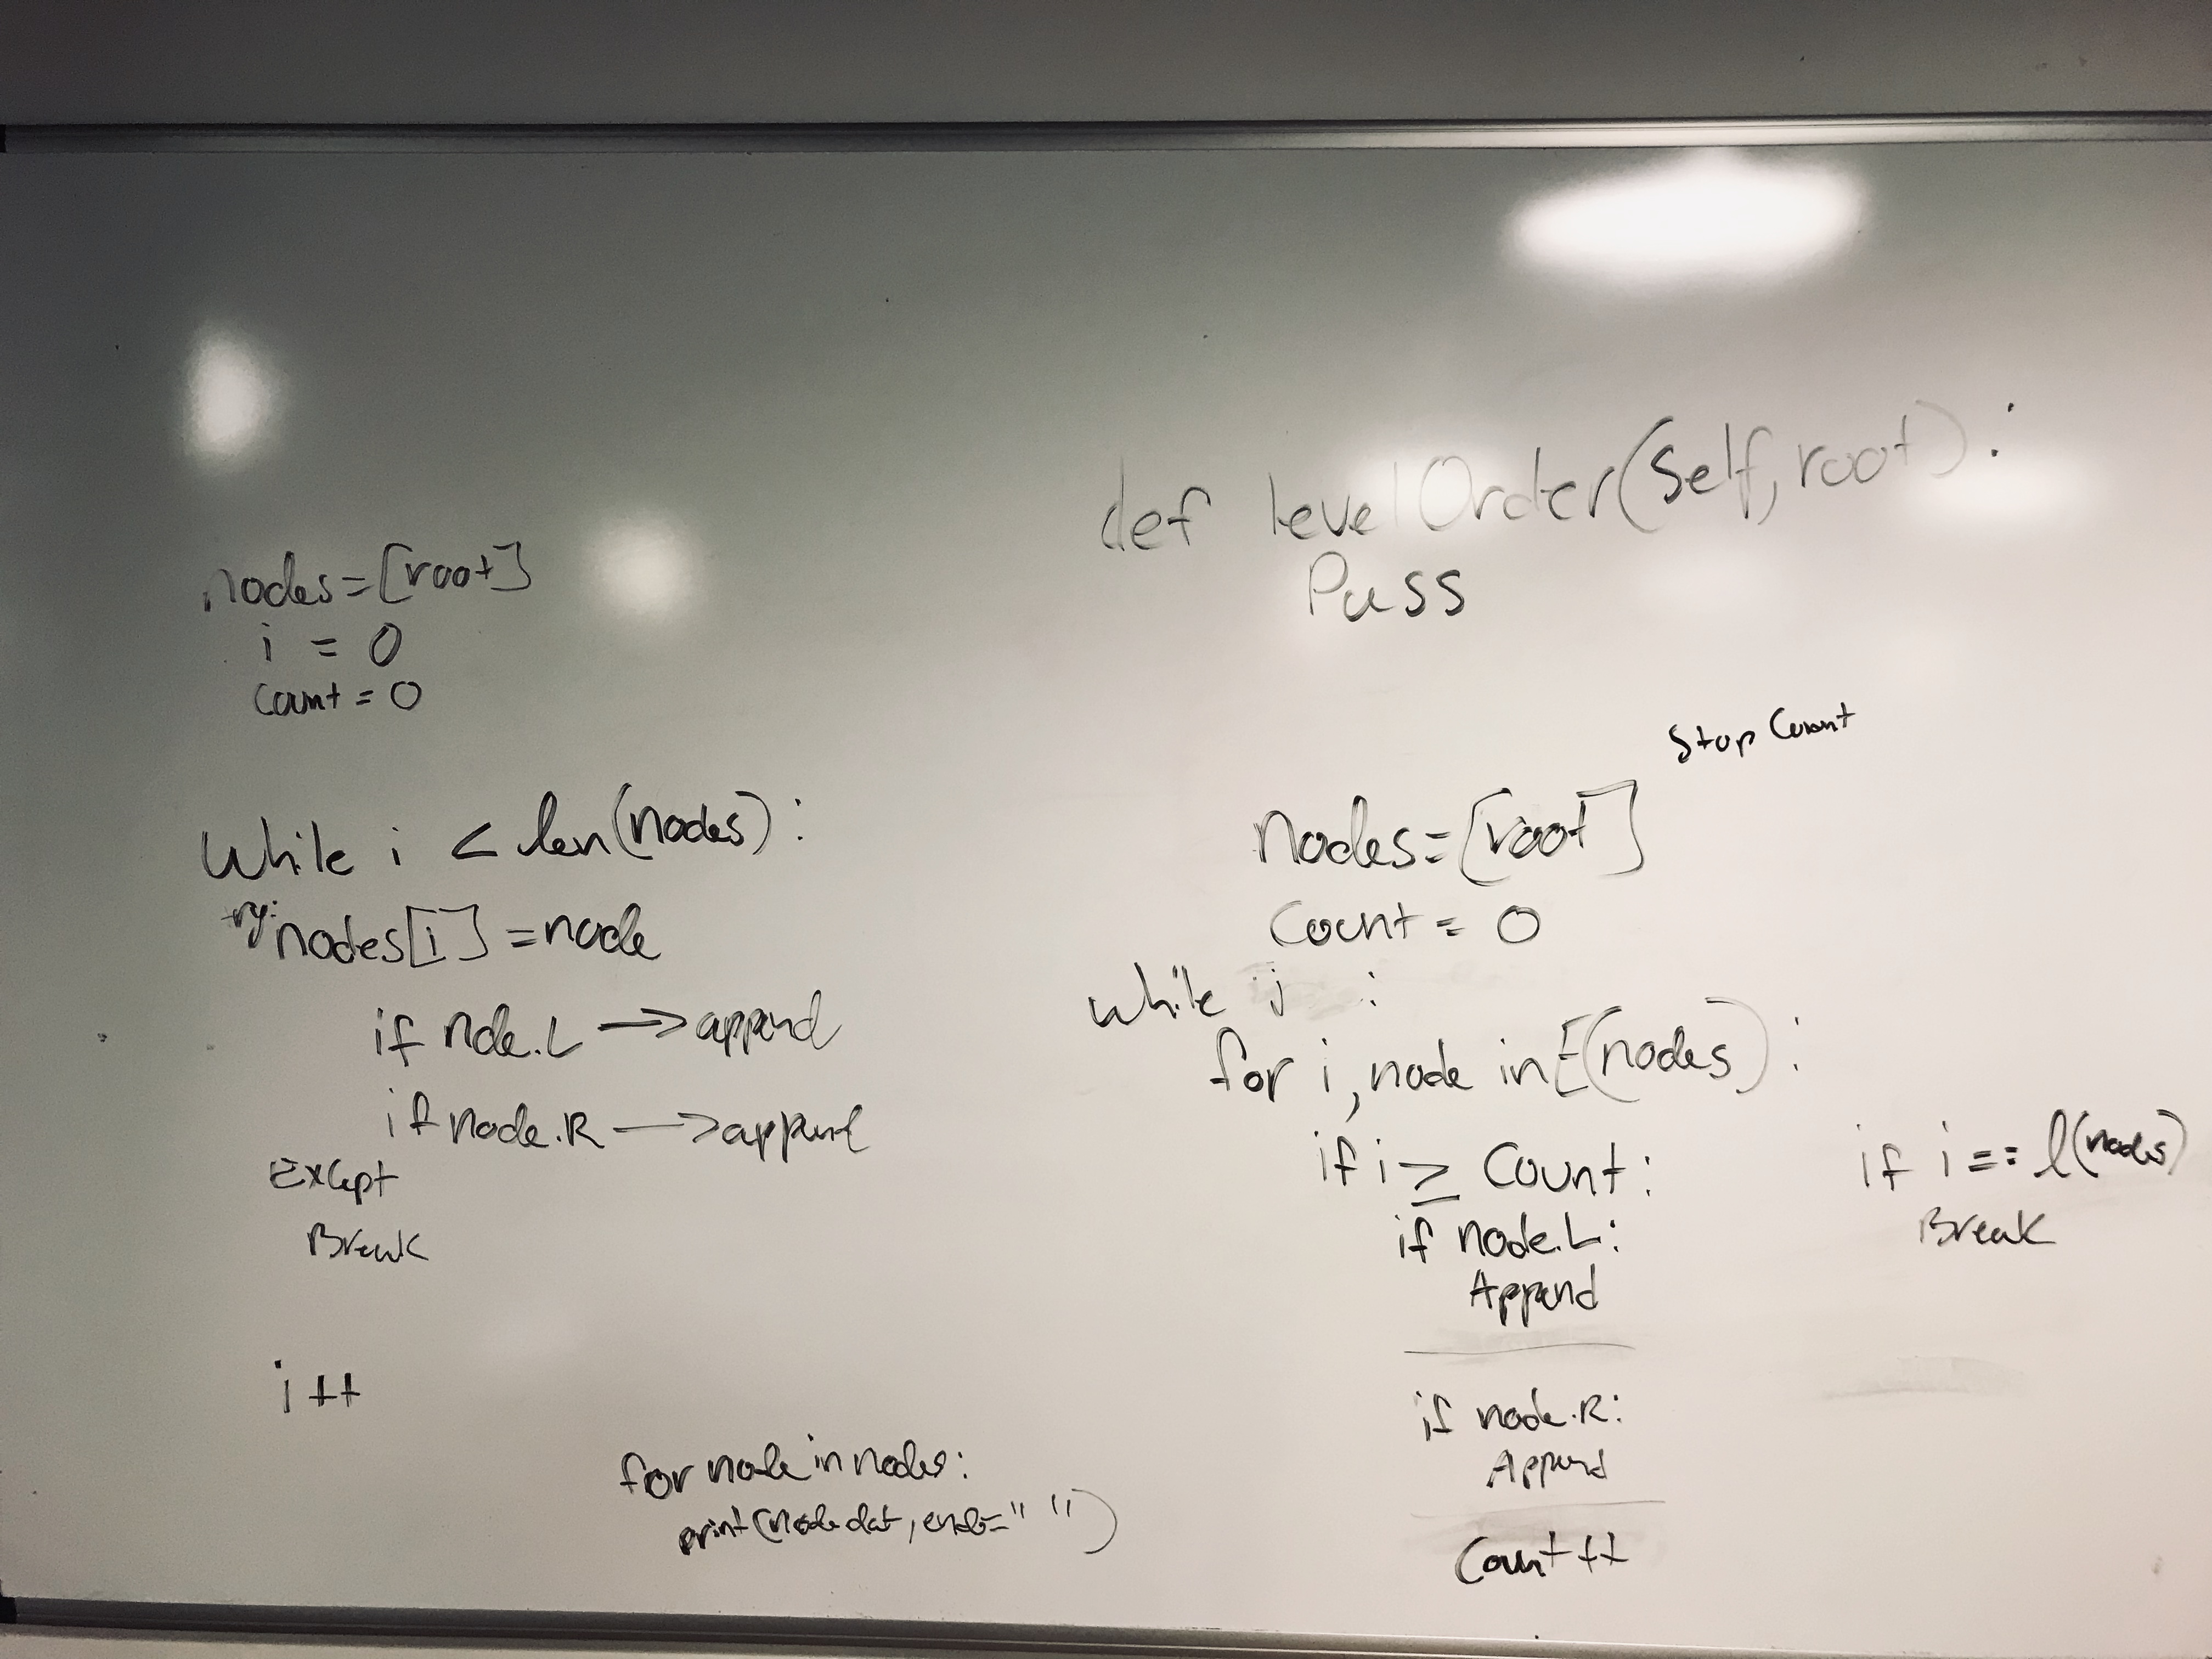 nodes=[root]
i = 0
Count = 0
While i < len(nodes):
try:
nodes[i] = node
if node.L → append
if node.R → append
Except
Break
i++
for node in nodes:
print(node.dat, end=" ")
def levelOrder(Self, root):
Pass
Stop Count
nodes=[root]
Count = 0
while j :
for i, node in E(nodes):
if i ≥ Count:
if node.L:
Append
if node.R:
Append
Count++
if i == l(nodes)
Break